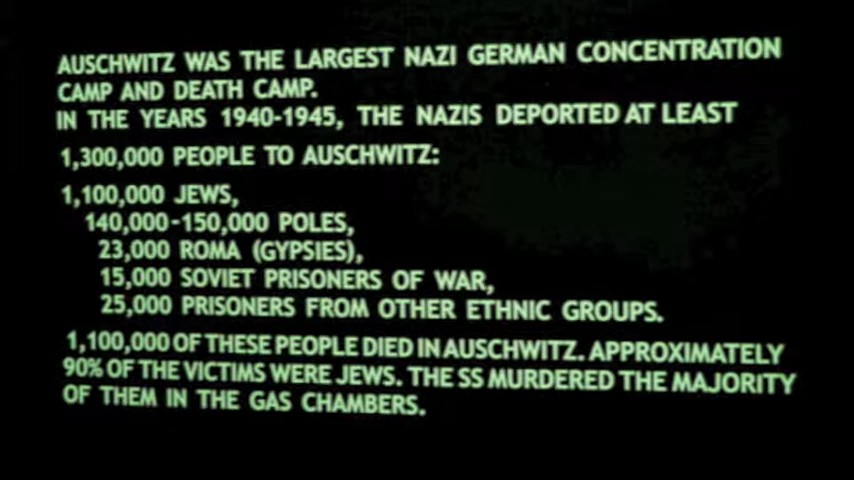 AUSCHWITZ WAS THE LARGEST NAZI GERMAN CONCENTRATION
CAMP AND DEATH CAMP.
IN THE YEARS 1940-1945, THE NAZIS DEPORTED AT LEAST
1,300,000 PEOPLE TO AUSCHWITZ:
1,100,000 JEWS,
140,000-150,000 POLES,
23,000 ROMA (GYPSIES),
15,000 SOVIET PRISONERS OF WAR,
25,000 PRISONERS FROM OTHER ETHNIC GROUPS.
1,100,000 OF THESE PEOPLE DIED IN AUSCHWITZ. APPROXIMATELY
90% OF THE VICTIMS WERE JEWS. THE SS MURDERED THE MAJORITY
OF THEM IN THE GAS CHAMBERS.